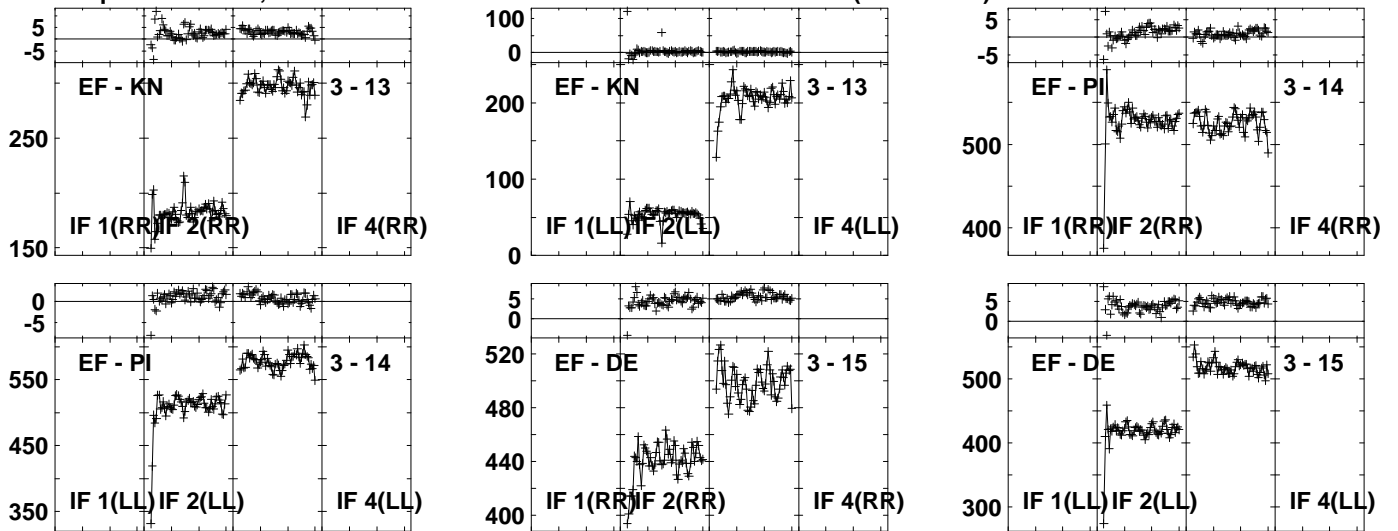 5
-5
EF - KN 3 - 13
250
150
IF 1(RR) IF 2(RR) IF 4(RR)
0
EF - KN 3 - 13
200
100
0
IF 1(LL) IF 2(LL) IF 4(LL)
5
-5
EF - PI 3 - 14
500
400
IF 1(RR) IF 2(RR) IF 4(RR)
0
-5
EF - PI 3 - 14
550
450
350
IF 1(LL) IF 2(LL) IF 4(LL)
5
0
EF - DE 3 - 15
520
480
440
400
IF 1(RR) IF 2(RR) IF 4(RR)
5
0
EF - DE 3 - 15
500
400
300
IF 1(LL) IF 2(LL) IF 4(LL)